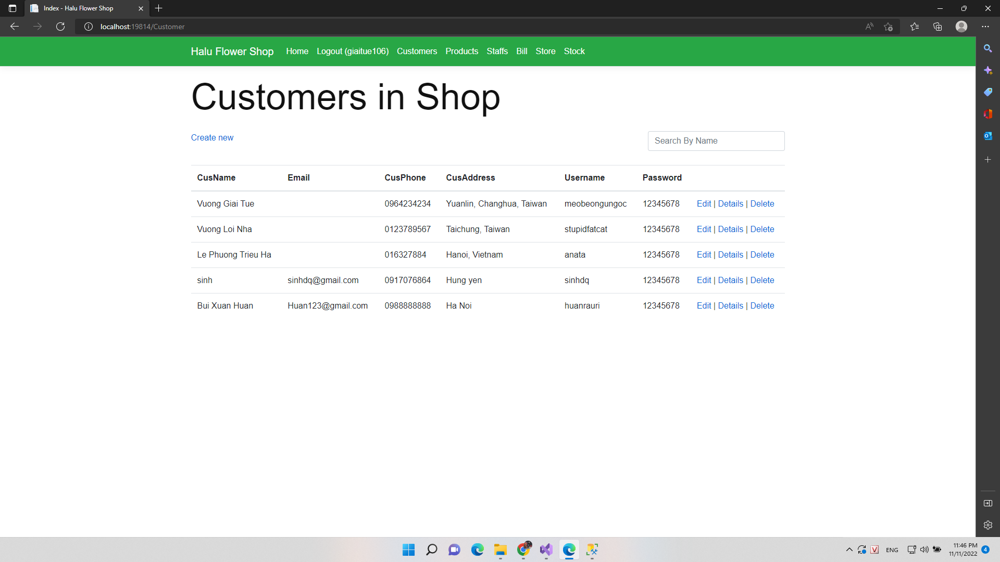 Index - Halu Flower Shop
localhost:19814/Customer
Halu Flower Shop Home Logout (giaitue106) Customers Products Staffs Bill Store Stock
Customers in Shop
Create new
Search By Name
CusName Email CusPhone CusAddress Username Password
Vuong Giai Tue 0964234234 Yuanlin, Changhua, Taiwan meobeongungoc 12345678 Edit | Details | Delete
Vuong Loi Nha 0123789567 Taichung, Taiwan stupidfatcat 12345678 Edit | Details | Delete
Le Phuong Trieu Ha 016327884 Hanoi, Vietnam anata 12345678 Edit | Details | Delete
sinh sinhdq@gmail.com 0917076864 Hung yen sinhdq 12345678 Edit | Details | Delete
Bui Xuan Huan Huan123@gmail.com 0988888888 Ha Noi huanrauri 12345678 Edit | Details | Delete
ENG
11:46 PM
11/11/2022
4